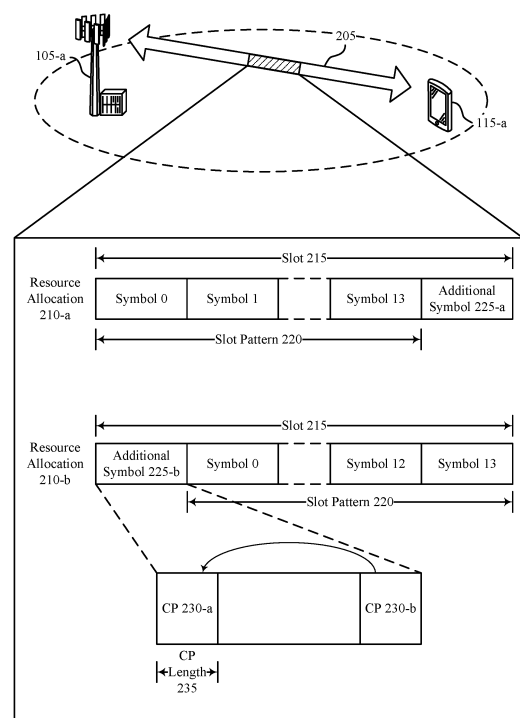 205
105-a
115-a
Slot 215
Resource
Allocation
210-a
Symbol 0
Symbol 1
Symbol 13
Additional
Symbol 225-a
Slot Pattern 220
Slot 215
Resource
Allocation
210-b
Additional
Symbol 225-b
Symbol 0
Symbol 12
Symbol 13
Slot Pattern 220
CP 230-a
CP 230-b
CP
Length
235